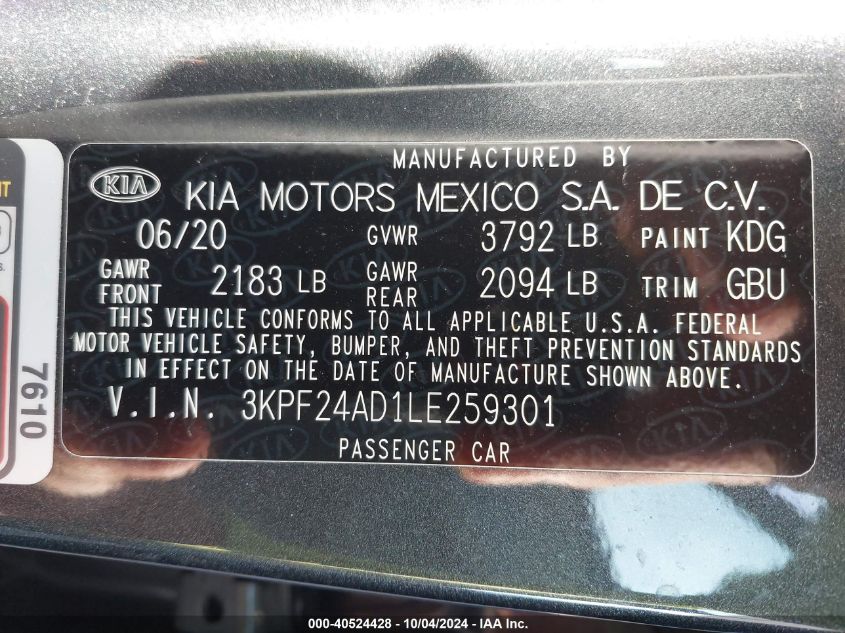 MANUFACTURED BY
KIA KIA MOTORS MEXICO S.A. DE C.V.
06/20 GVWR 3792 LB PAINT KDG
GAWR FRONT 2183 LB GAWR REAR 2094 LB TRIM GBU
THIS VEHICLE CONFORMS TO ALL APPLICABLE U.S.A. FEDERAL
MOTOR VEHICLE SAFETY, BUMPER, AND THEFT PREVENTION STANDARDS
IN EFFECT ON THE DATE OF MANUFACTURE SHOWN ABOVE.
V.I.N. 3KPF24AD1LE259301
PASSENGER CAR
7610
000-40524428 - 10/04/2024 - IAA Inc.